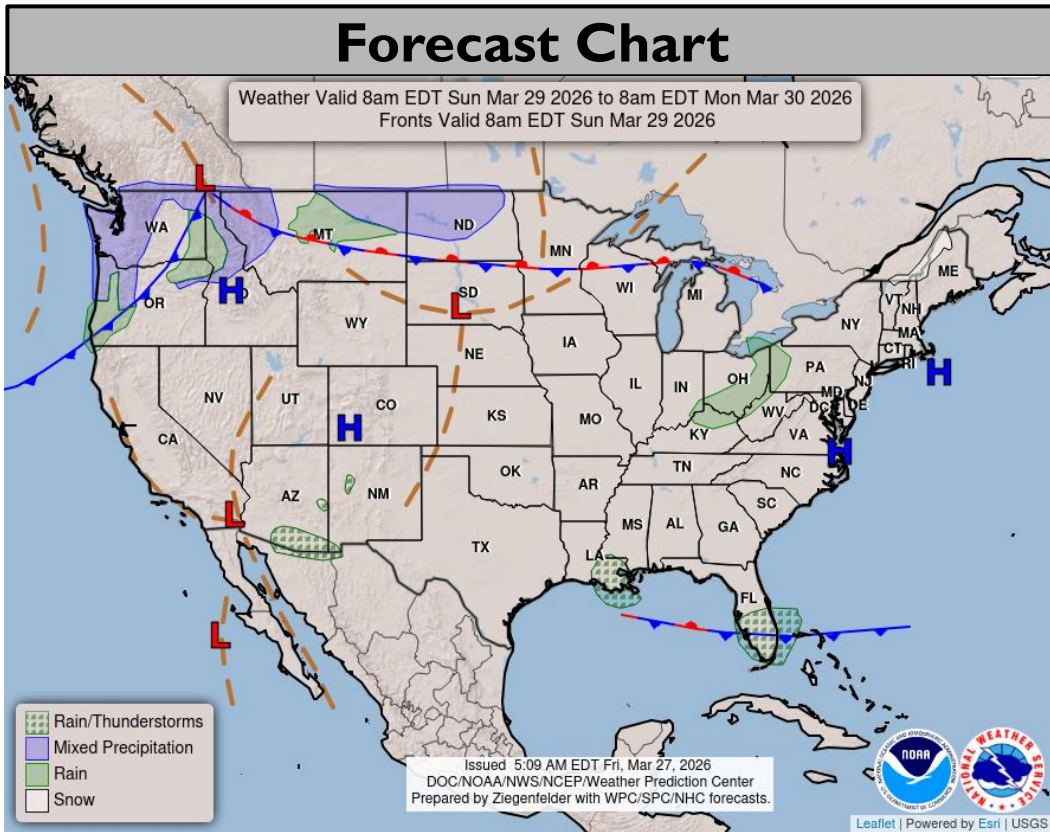 Forecast Chart
Weather Valid 8am EDT Sun Mar 29 2026 to 8am EDT Mon Mar 30 2026
Fronts Valid 8am EDT Sun Mar 29 2026
L
WA
MT
ND
MN
ME
H
OR
SD
L
WI
MI
VT
NH
NY
MA
WY
CT
RI
H
IA
NE
PA
NJ
OH
IL
IN
NV
UT
CO
MD
DE
DC
WV
H
KS
MO
KY
VA
H
CA
TN
NC
OK
AR
AZ
NM
SC
L
MS
AL
GA
TX
LA
FL
L
Rain/Thunderstorms
Mixed Precipitation
Rain
Snow
Issued 5:09 AM EDT Fri, Mar 27, 2026
DOC/NOAA/NWS/NCEP/Weather Prediction Center
Prepared by Ziegenfelder with WPC/SPC/NHC forecasts.
NOAA
NATIONAL WEATHER SERVICE
Leaflet | Powered by Esri | USGS